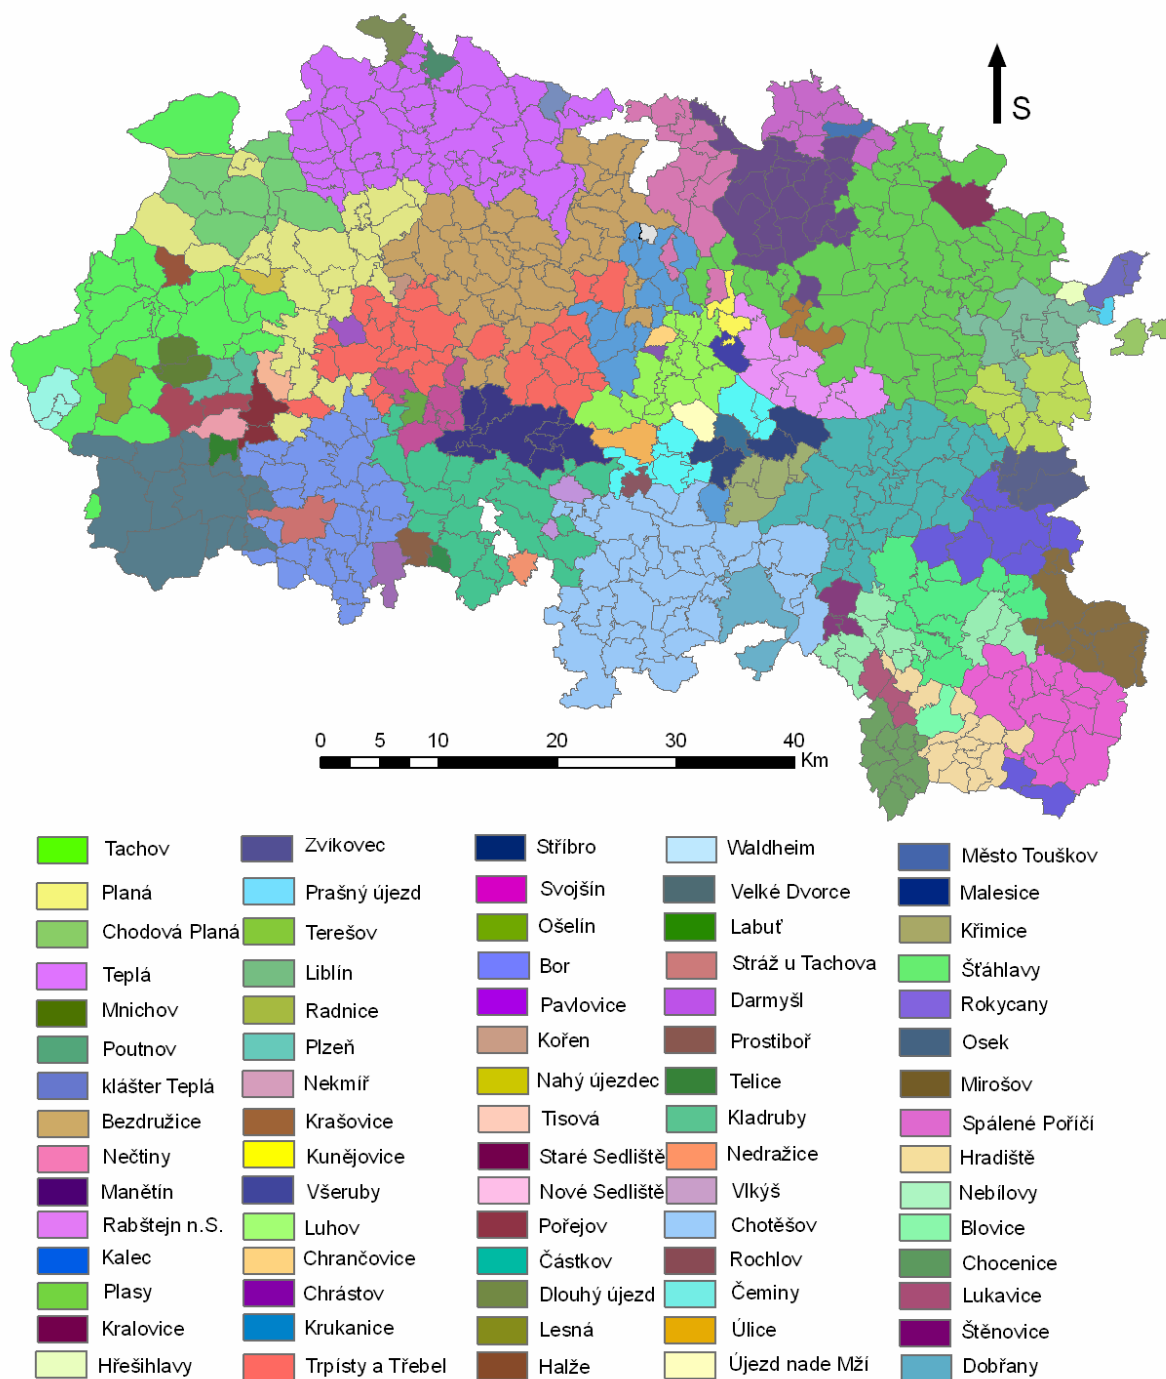 S
0 5 10 20 30 40
Km
Tachov
Planá
Chodová Planá
Teplá
Mnichov
Poutnov
klášter Teplá
Bezdružice
Nečtiny
Manětín
Rabštejn n.S.
Kalec
Plasy
Kralovice
Hřešihlavy
Zvikovec
Prašný újezd
Terešov
Liblín
Radnice
Plzeň
Nekmíř
Krašovice
Kunějovice
Všeruby
Luhov
Chrančovice
Chrástov
Krukanice
Trpísty a Třebel
Stříbro
Svojšín
Ošelín
Bor
Pavlovice
Kořen
Nahý újezdec
Tisová
Staré Sedliště
Nové Sedliště
Pořejov
Částkov
Dlouhý újezd
Lesná
Halže
Waldheim
Velké Dvorce
Labuť
Stráž u Tachova
Darmyšl
Prostiboř
Telice
Kladruby
Nedražice
Vlkýš
Chotěšov
Rochlov
Čeminy
Úlice
Újezd nade Mží
Město Touškov
Malesice
Křimice
Šťáhlavy
Rokycany
Osek
Mirošov
Spálené Poříčí
Hradiště
Nebílovy
Blovice
Chocenice
Lukavice
Štěnovice
Dobřany